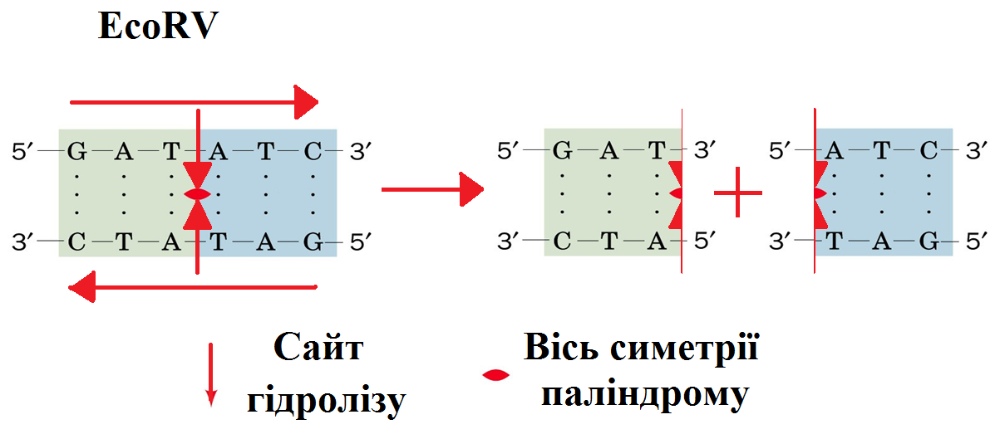 EcoRV
5′ G A T A T C 3′ 5′ G A T 3′ 5′ A T C 3′
3′ C T A T A G 5′ 3′ C T A 5′ 3′ T A G 5′
Сайт
гідролізу
Вісь симетрії
паліндрому